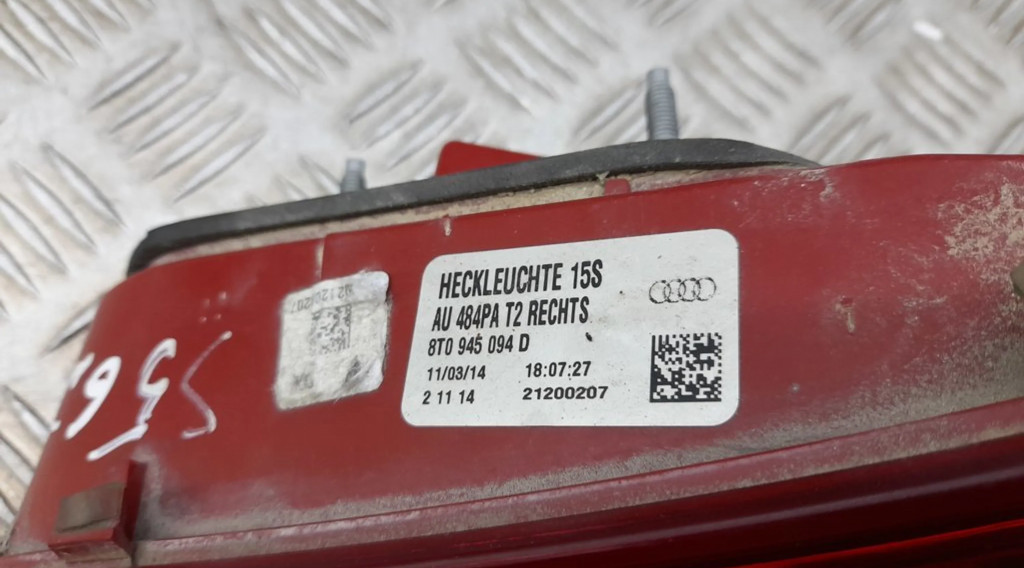 HECKLEUCHTE 15S
AU 484PA T2 RECHTS
8T0 945 094 D
11/03/14 18:07:27
2 11 14 21200207